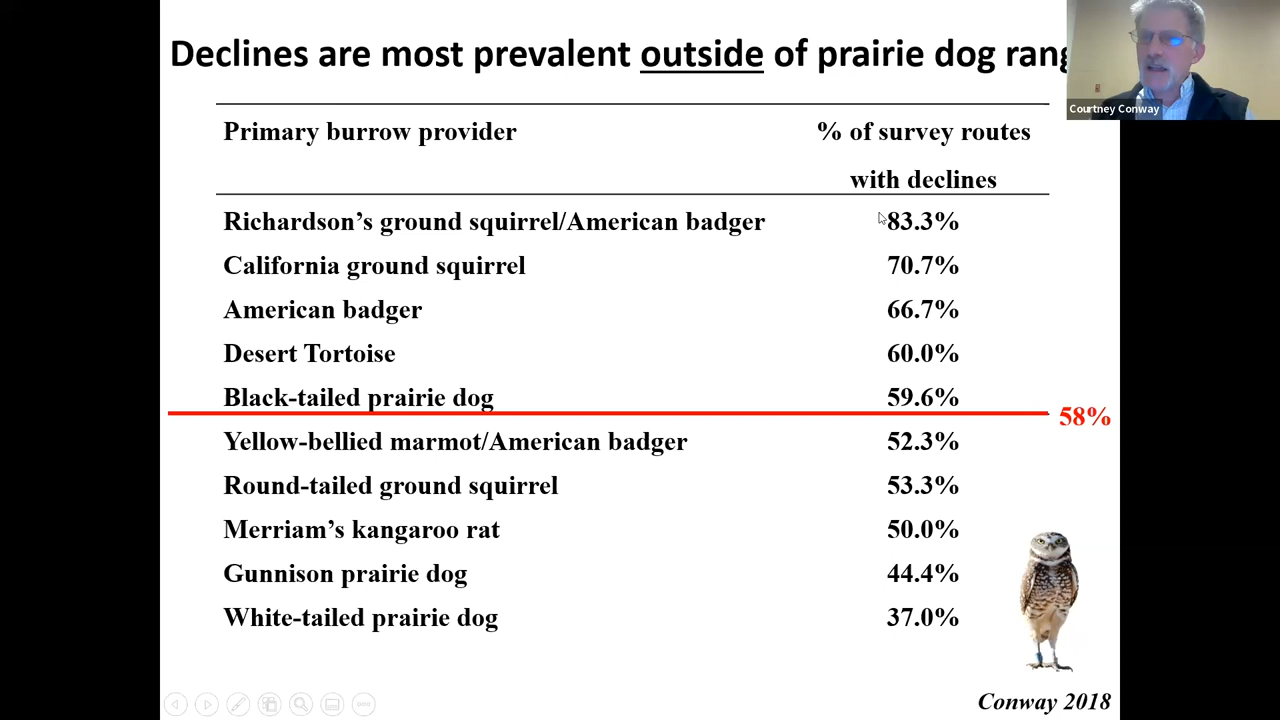 Declines are most prevalent outside of prairie dog rang
Courtney Conway
Primary burrow provider % of survey routes
with declines
Richardson’s ground squirrel/American badger 83.3%
California ground squirrel 70.7%
American badger 66.7%
Desert Tortoise 60.0%
Black-tailed prairie dog 59.6%
58%
Yellow-bellied marmot/American badger 52.3%
Round-tailed ground squirrel 53.3%
Merriam’s kangaroo rat 50.0%
Gunnison prairie dog 44.4%
White-tailed prairie dog 37.0%
Conway 2018